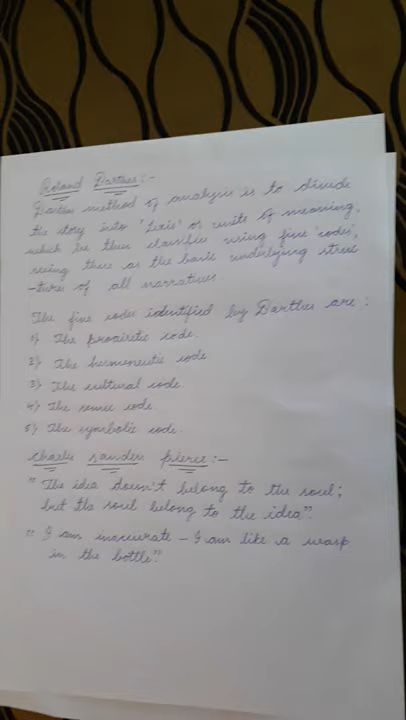 Roland Barthes:-
Barthes method of analysis is to divide
the story into 'Lexis' or units of meaning,
which he then classifies using five 'codes',
seeing these as the basic underlying struc
-tures of all narratives
The five codes identified by Barthes are:
1) The proairetic code.
2) The hermeneutic code
3) The cultural code.
4) The semic code.
5) The symbolic code.
Charles sanders pierce:-
"The idea doesn't belong to the soul;
but the soul belong to the idea".
"I am inaccurate - I am like a wasp
in the bottle"